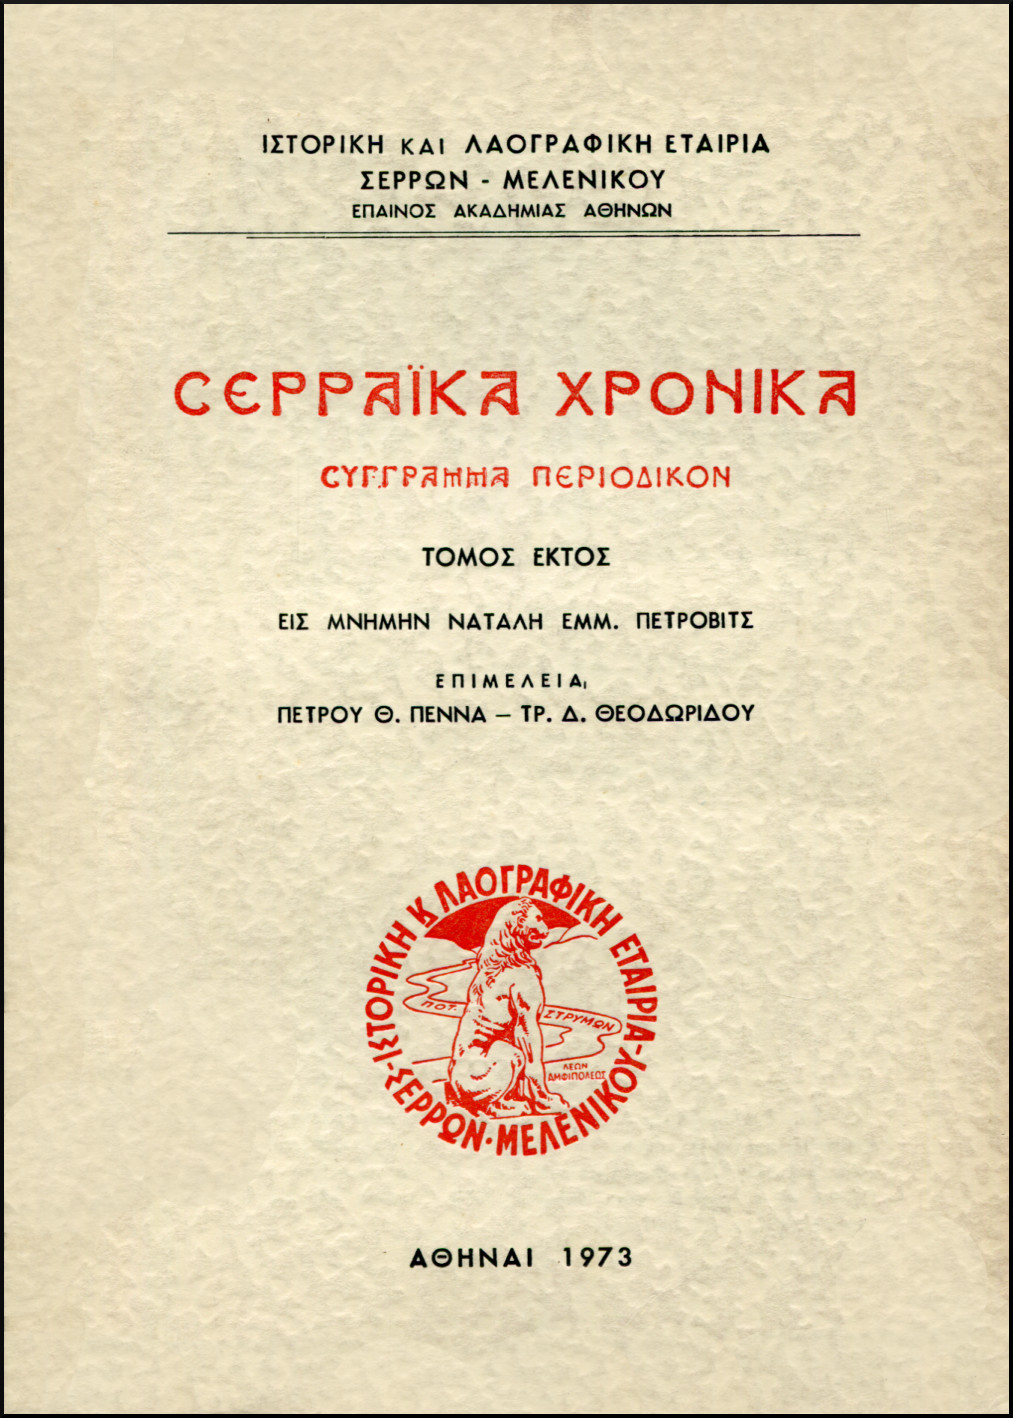 ΙΣΤΟΡΙΚΗ ΚΑΙ ΛΑΟΓΡΑΦΙΚΗ ΕΤΑΙΡΙΑ
ΣΕΡΡΩΝ - ΜΕΛΕΝΙΚΟΥ
ΕΠΑΙΝΟΣ ΑΚΑΔΗΜΙΑΣ ΑΘΗΝΩΝ
ΣΕΡΡΑΪΚΑ ΧΡΟΝΙΚΑ
ΣΥΓΓΡΑΜΜΑ ΠΕΡΙΟΔΙΚΟΝ
ΤΟΜΟΣ ΕΚΤΟΣ
ΕΙΣ ΜΝΗΜΗΝ ΝΑΤΑΛΗ ΕΜΜ. ΠΕΤΡΟΒΙΤΣ
ΕΠΙΜΕΛΕΙΑ,
ΠΕΤΡΟΥ Θ. ΠΕΝΝΑ – ΤΡ. Δ. ΘΕΟΔΩΡΙΔΟΥ
ΙΣΤΟΡΙΚΗ Κ ΛΑΟΓΡΑΦΙΚΗ ΕΤΑΙΡΙΑ-
ΣΕΡΡΩΝ·ΜΕΛΕΝΙΚΟΥ-
ΠΟΤ. ΣΤΡΥΜΩΝ
ΛΕΩΝ
ΑΜΦΙΠΟΛΕΩΣ
ΑΘΗΝΑΙ 1973